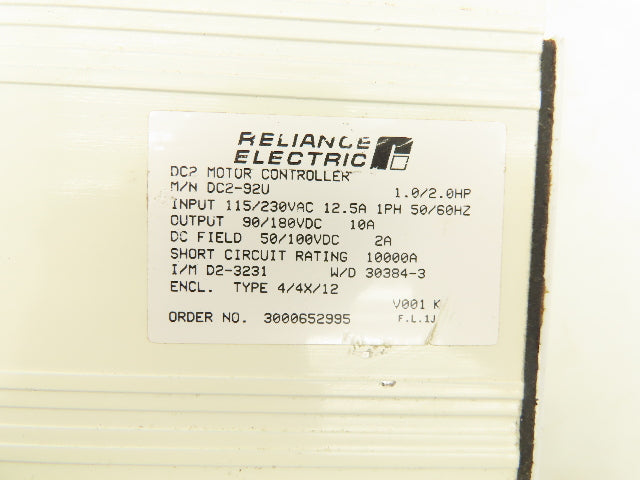 RELIANCE
ELECTRIC
DC2 MOTOR CONTROLLER
M/N DC2-92U 1.0/2.0HP
INPUT 115/230VAC 12.5A 1PH 50/60HZ
OUTPUT 90/180VDC 10A
DC FIELD 50/100VDC 2A
SHORT CIRCUIT RATING 10000A
I/M D2-3231 W/D 30384-3
ENCL. TYPE 4/4X/12
V001 K
ORDER NO. 3000652995 F.L.1J